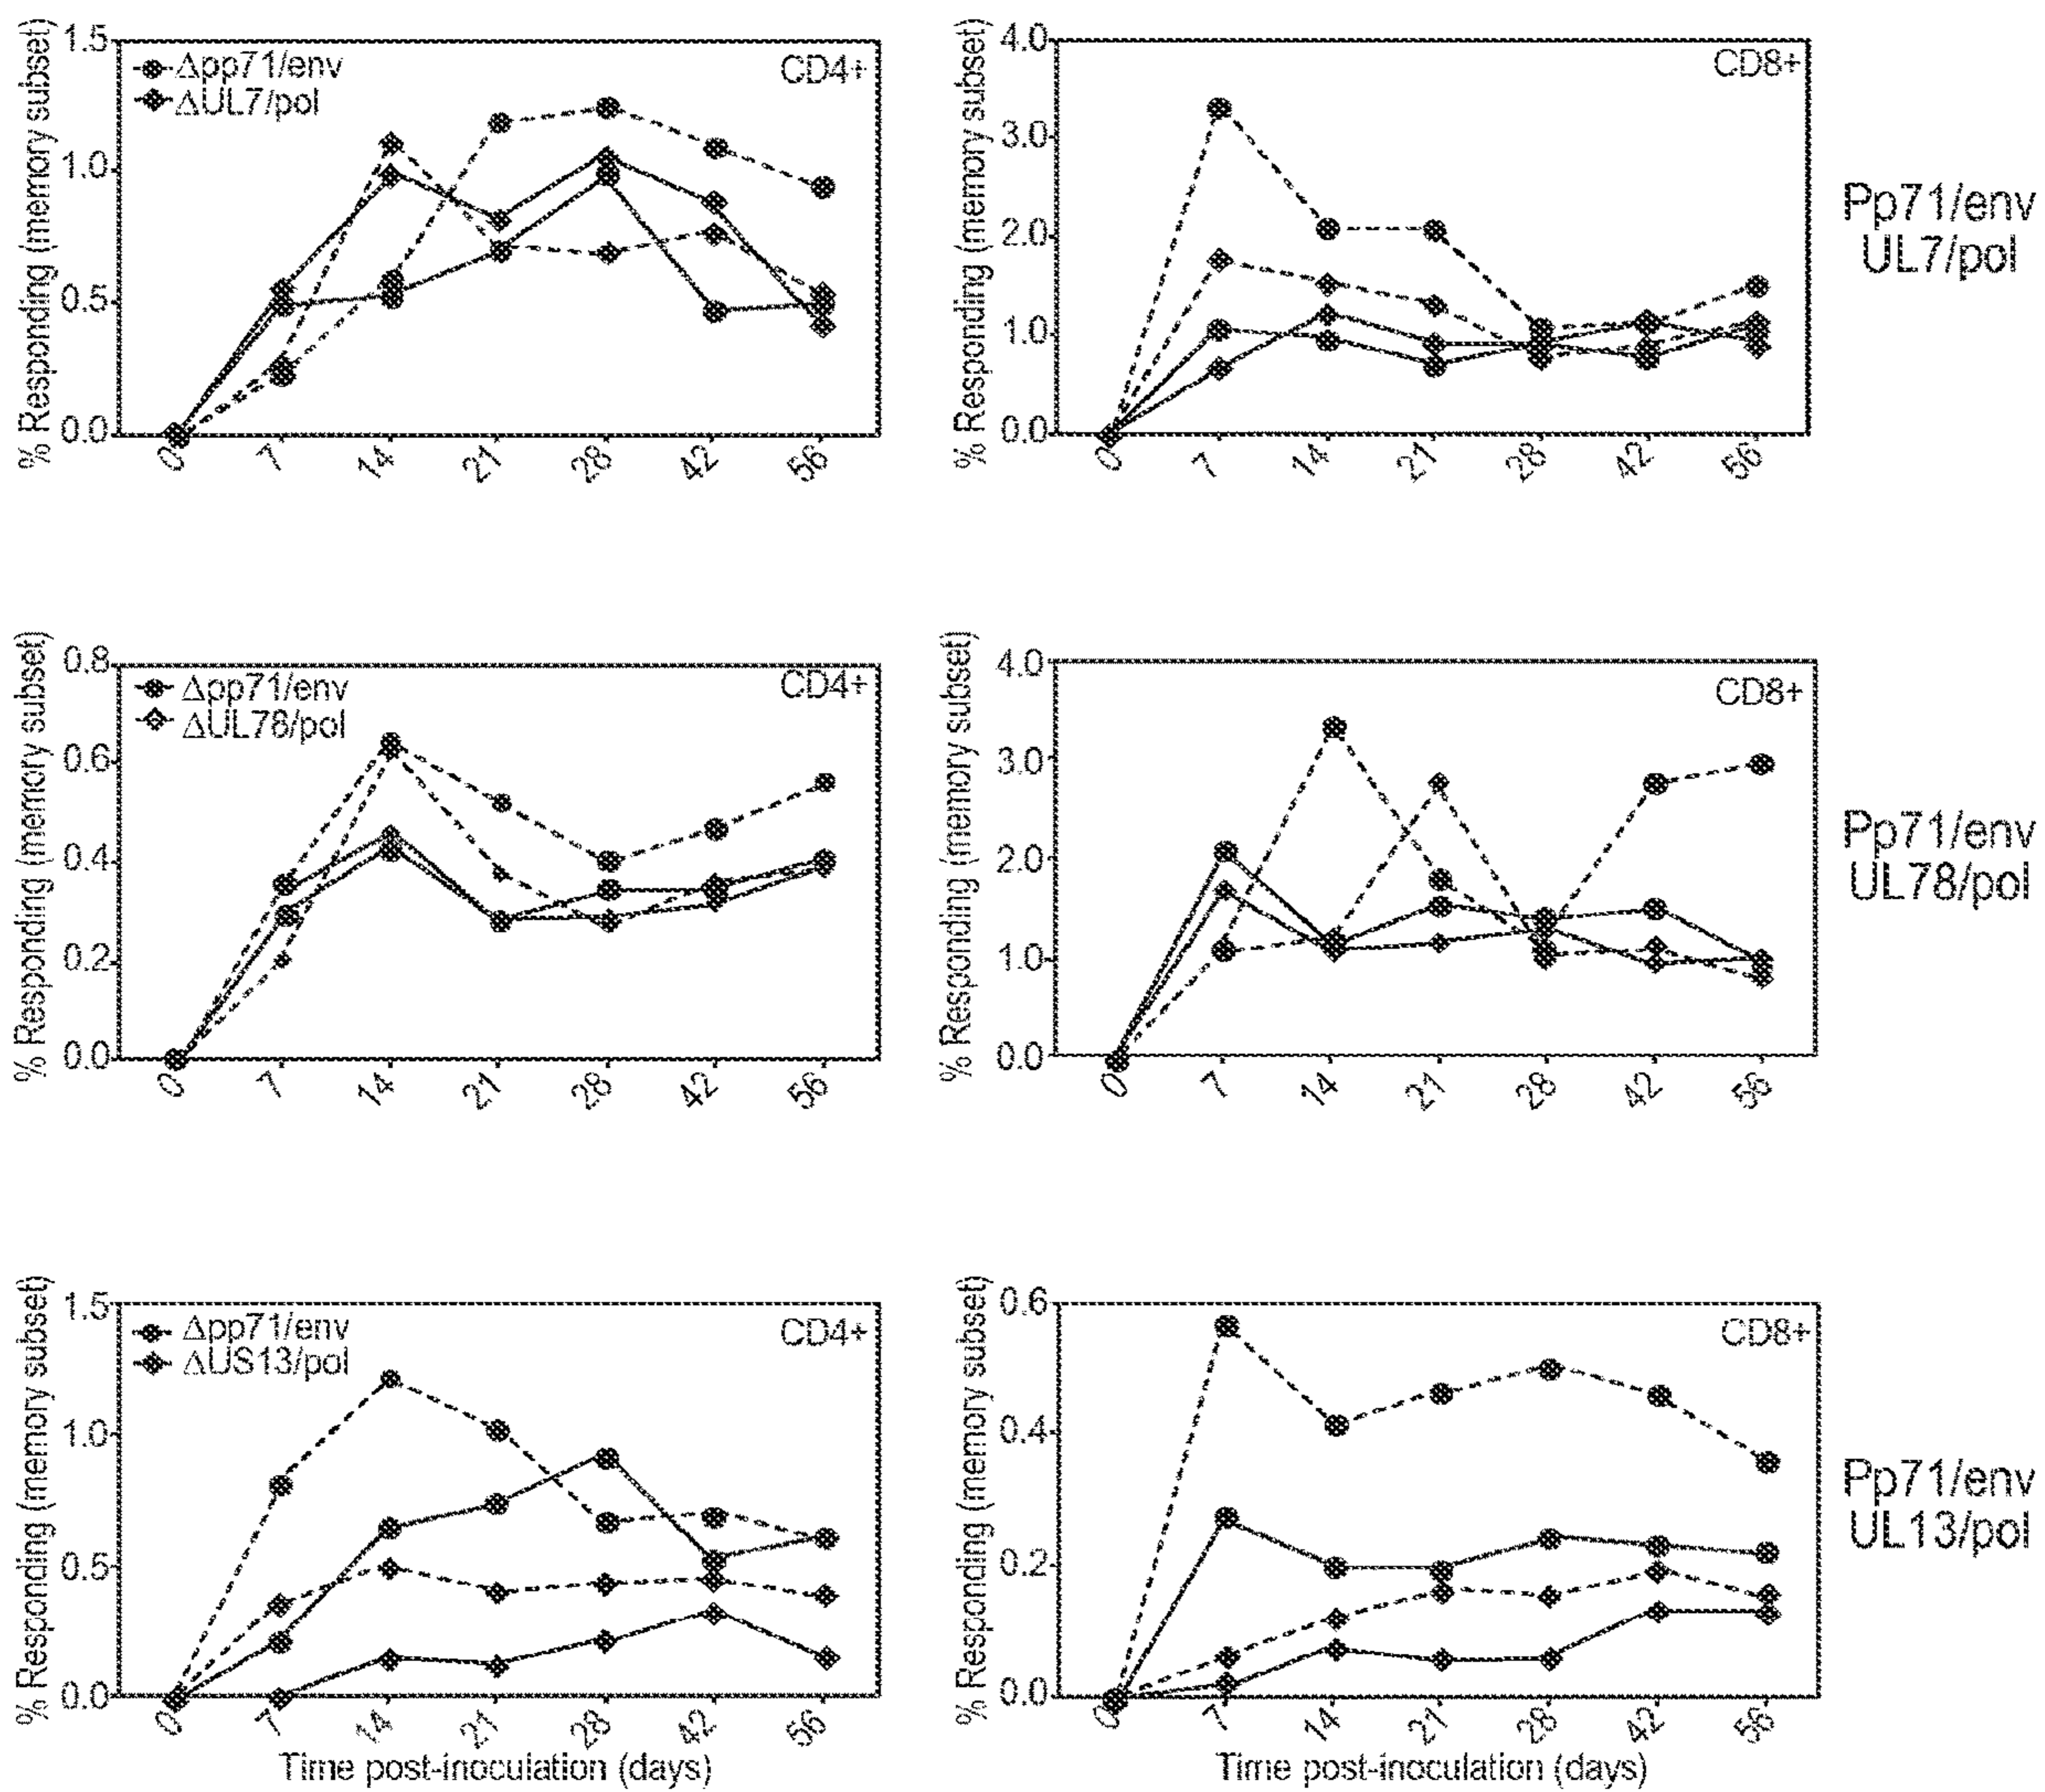 % Responding (memory subset)
1.5
1.0
0.5
0.0
Δpp71/env
ΔUL7/pol
CD4+
0 7 14 21 28 42 56
% Responding (memory subset)
4.0
3.0
2.0
1.0
0.0
CD8+
0 7 14 21 28 42 56
Pp71/env
UL7/pol
% Responding (memory subset)
0.8
0.6
0.4
0.2
0.0
Δpp71/env
ΔUL78/pol
CD4+
0 7 14 21 28 42 56
% Responding (memory subset)
4.0
3.0
2.0
1.0
0.0
CD8+
0 7 14 21 28 42 56
Pp71/env
UL78/pol
% Responding (memory subset)
1.5
1.0
0.5
0.0
Δpp71/env
ΔUS13/pol
CD4+
0 7 14 21 28 42 56
Time post-inoculation (days)
% Responding (memory subset)
0.6
0.4
0.2
0.0
CD8+
0 7 14 21 28 42 56
Time post-inoculation (days)
Pp71/env
UL13/pol